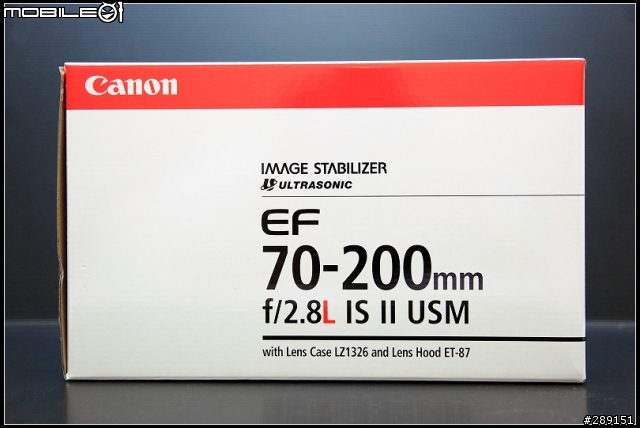 MOBILE01
Canon
IMAGE STABILIZER
ULTRASONIC
EF
70-200mm
f/2.8L IS II USM
with Lens Case LZ1326 and Lens Hood ET-87
#289151